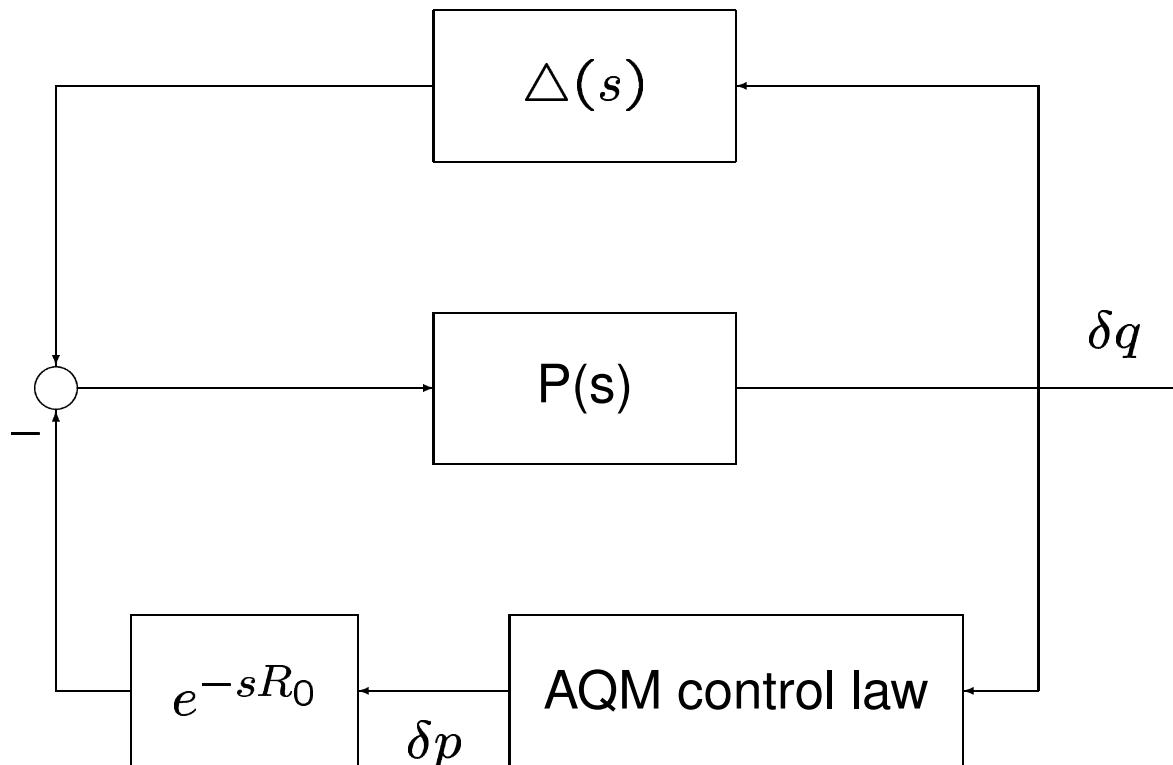 △(s)
δq
P(s)
−
e^{−sR_0}
AQM control law
δp